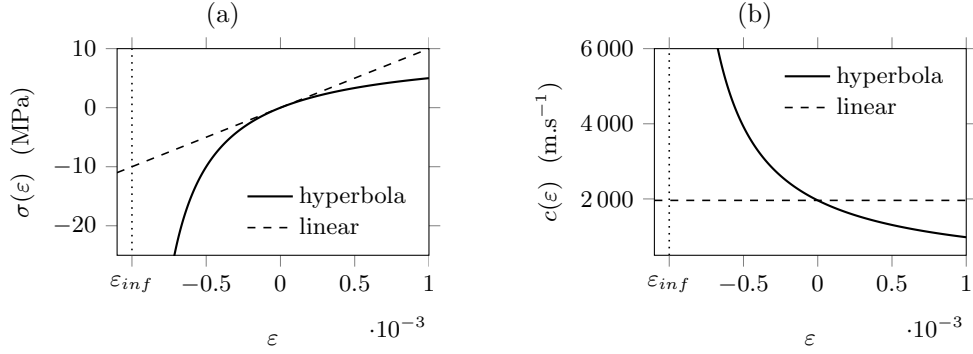 (a)
10
0
−10
−20
σ(ε) (MPa)
hyperbola
linear
ε_inf
−0.5
0
0.5
1
·10⁻³
ε
(b)
6 000
4 000
2 000
c(ε) (m.s⁻¹)
hyperbola
linear
ε_inf
−0.5
0
0.5
1
·10⁻³
ε